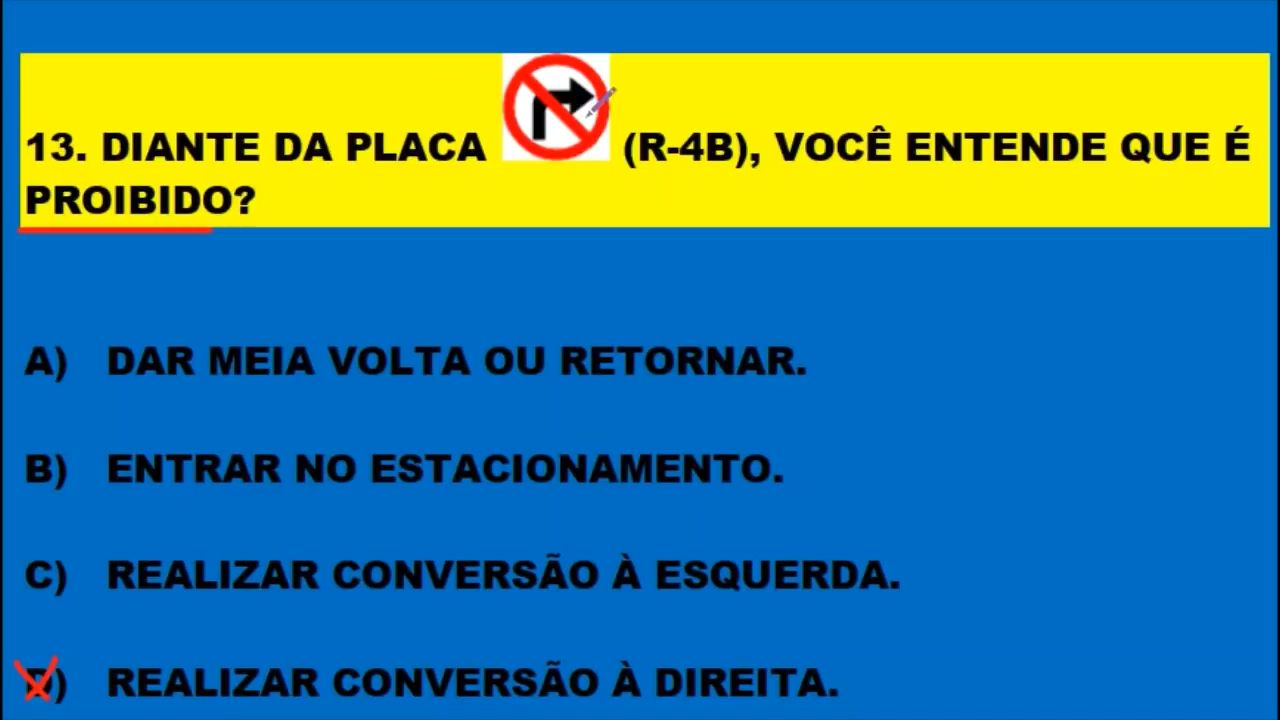 13. DIANTE DA PLACA (R-4B), VOCÊ ENTENDE QUE É
PROIBIDO?
A) DAR MEIA VOLTA OU RETORNAR.
B) ENTRAR NO ESTACIONAMENTO.
C) REALIZAR CONVERSÃO À ESQUERDA.
D) REALIZAR CONVERSÃO À DIREITA.